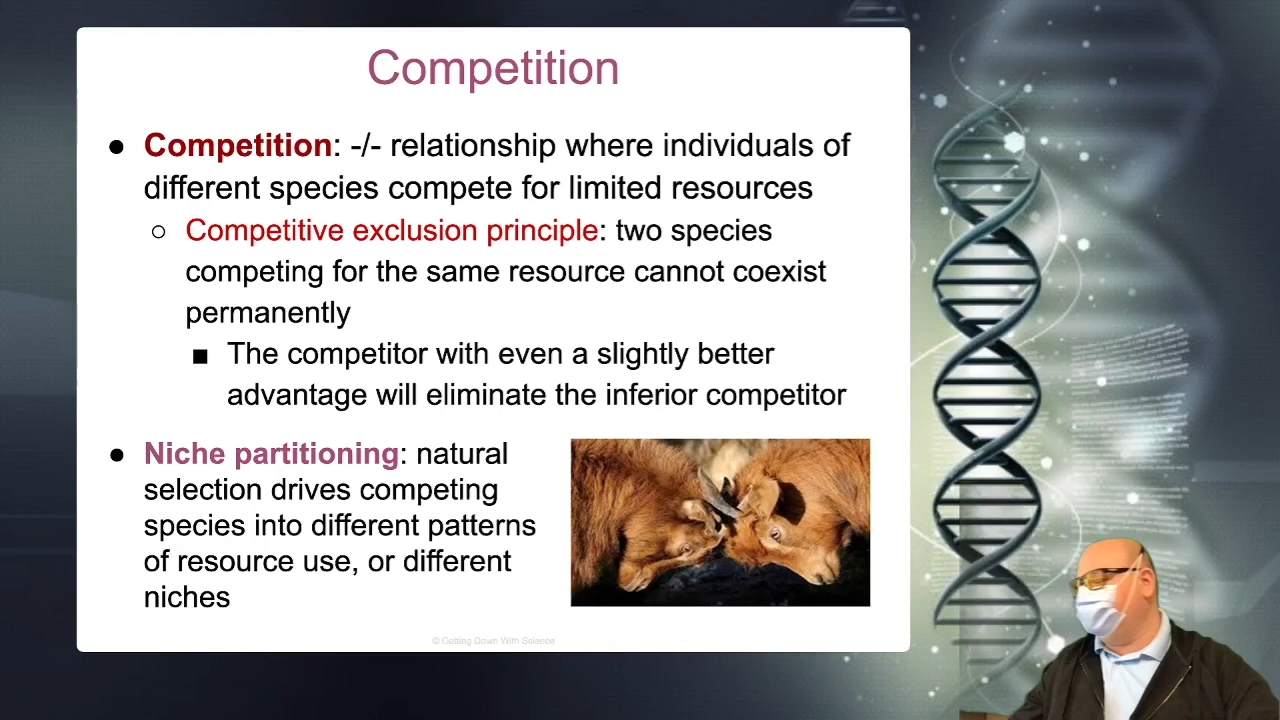 Competition
● Competition: -/- relationship where individuals of
different species compete for limited resources
○ Competitive exclusion principle: two species
competing for the same resource cannot coexist
permanently
■ The competitor with even a slightly better
advantage will eliminate the inferior competitor
● Niche partitioning: natural
selection drives competing
species into different patterns
of resource use, or different
niches
© Getting Down With Science